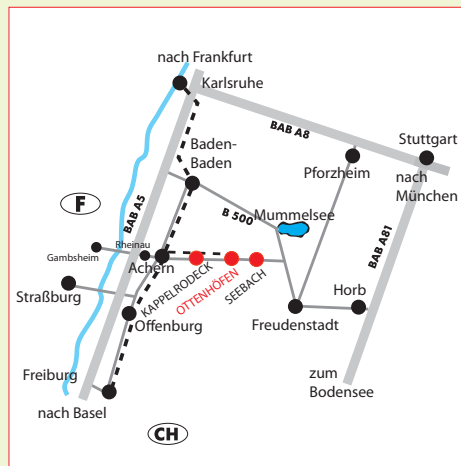 nach Frankfurt
Karlsruhe
BAB A8
Stuttgart
nach
München
Baden-
Baden
Pforzheim
BAB A5
F
B 500
Mummelsee
BAB A81
Rheinau
Gambsheim
Achern
KAPPELRODECK
OTTENHÖFEN
SEEBACH
Straßburg
Offenburg
Freudenstadt
Horb
Freiburg
nach Basel
zum
Bodensee
CH